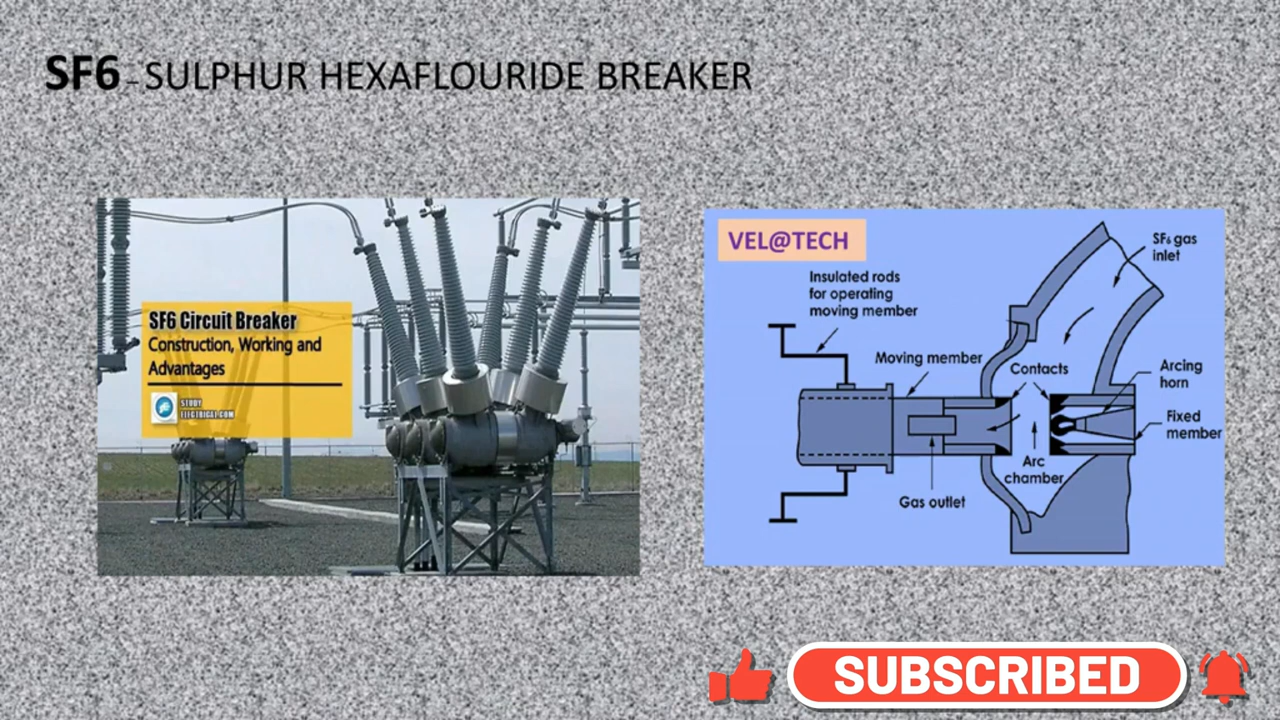 SF6 – SULPHUR HEXAFLOURIDE BREAKER
SF6 Circuit Breaker
Construction, Working and
Advantages
STUDY
ELECTRICAL.COM
VEL@TECH
SF₆ gas
inlet
Insulated rods
for operating
moving member
Moving member
Contacts
Arcing
horn
Fixed
member
Arc
chamber
Gas outlet
SUBSCRIBED